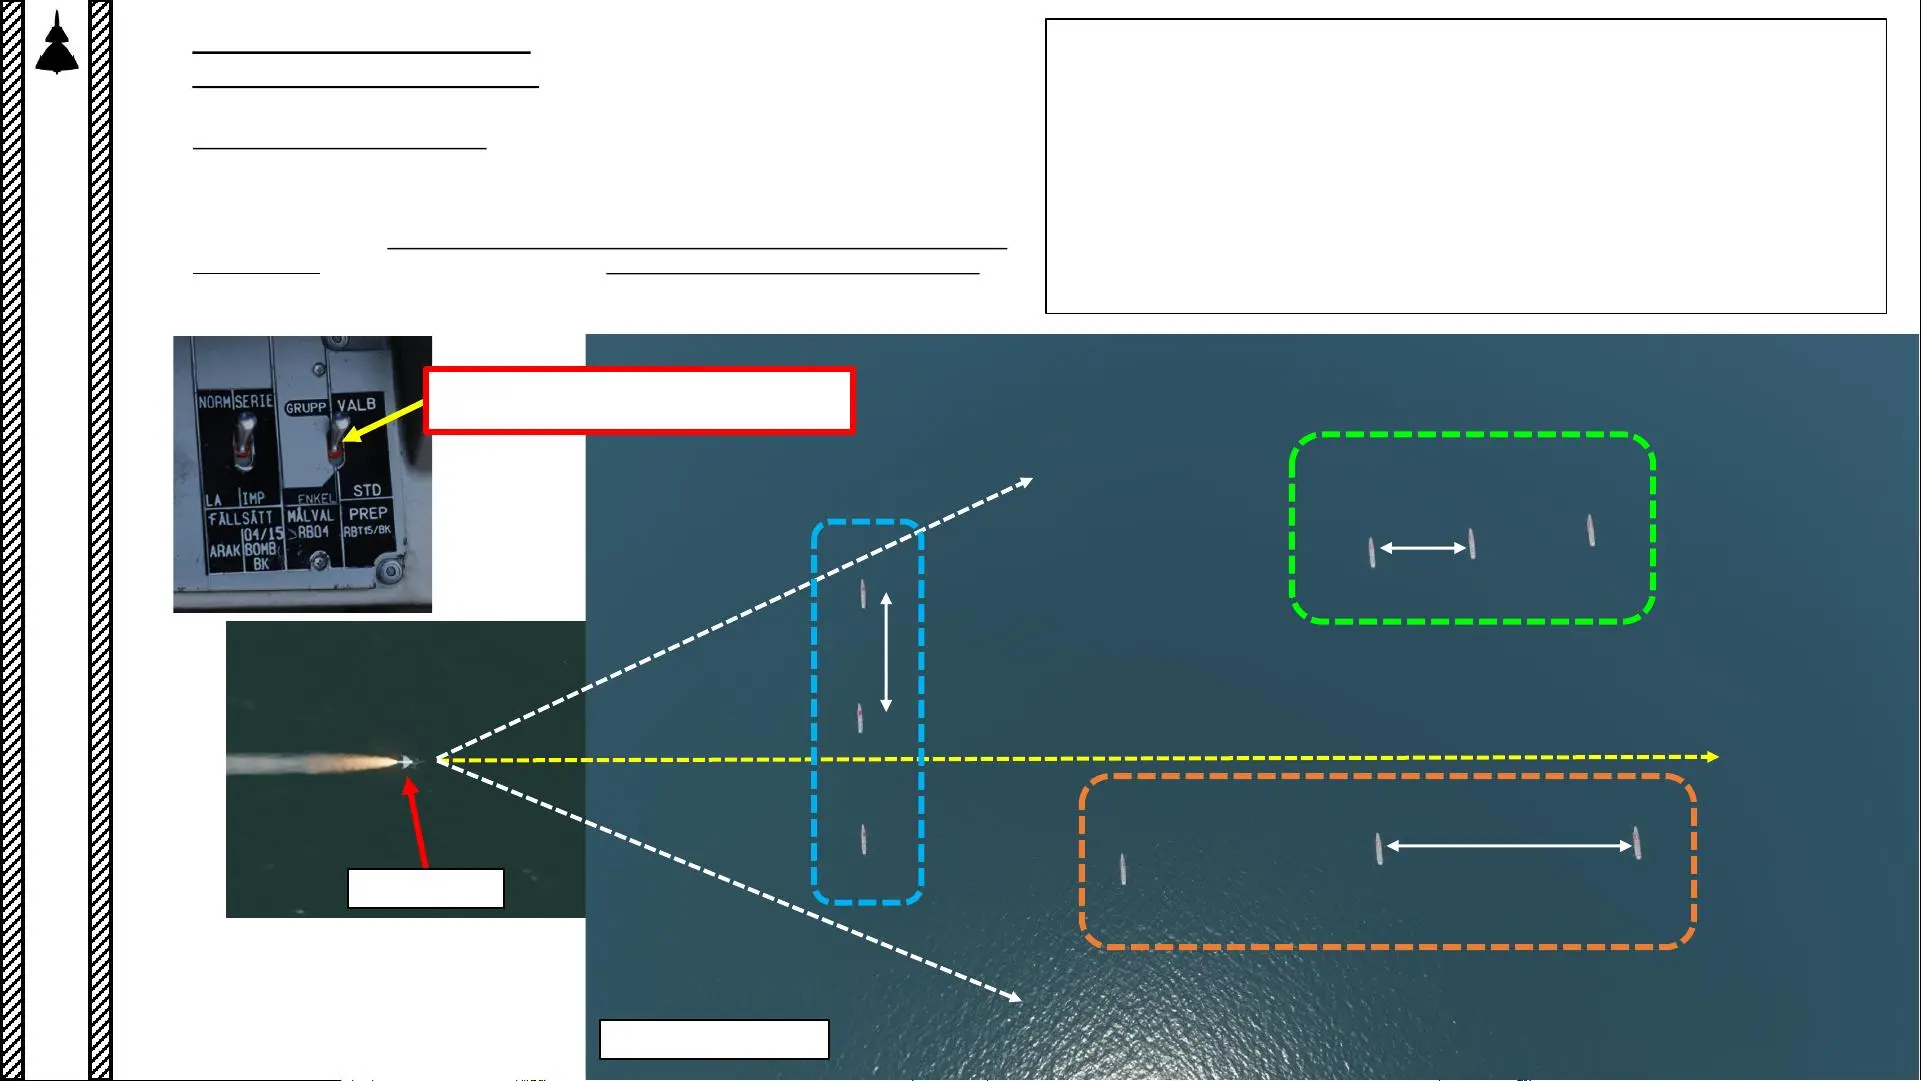 NORM SERIE
GRUPP VALB
LA IMP ENKEL STD
FÄLLSÄTT MÅLVAL PREP
04/15 >RB04 RBT15/BK
ARAK BOMB
BK